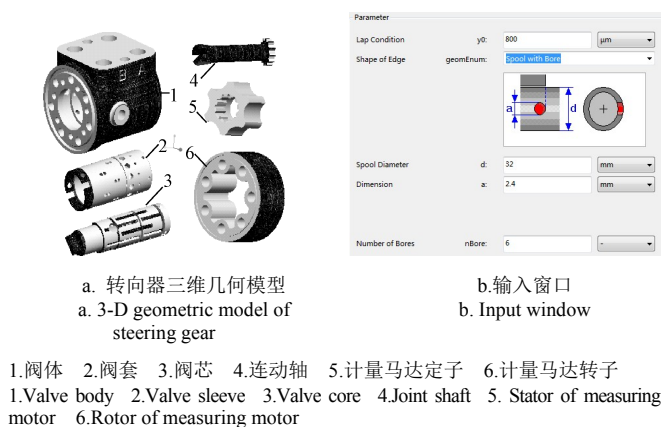 Parameter
Lap Condition y0: 800 μm
Shape of Edge geomEnum: Spool with Bore
a d
Spool Diameter d: 32 mm
Dimension a: 2.4 mm
Number of Bores nBore: 6 -
B A
1
2
3
4
5
6
a. 转向器三维几何模型
a. 3-D geometric model of
steering gear
b.输入窗口
b. Input window
1.阀体 2.阀套 3.阀芯 4.连动轴 5.计量马达定子 6.计量马达转子
1.Valve body 2.Valve sleeve 3.Valve core 4.Joint shaft 5. Stator of measuring
motor 6.Rotor of measuring motor